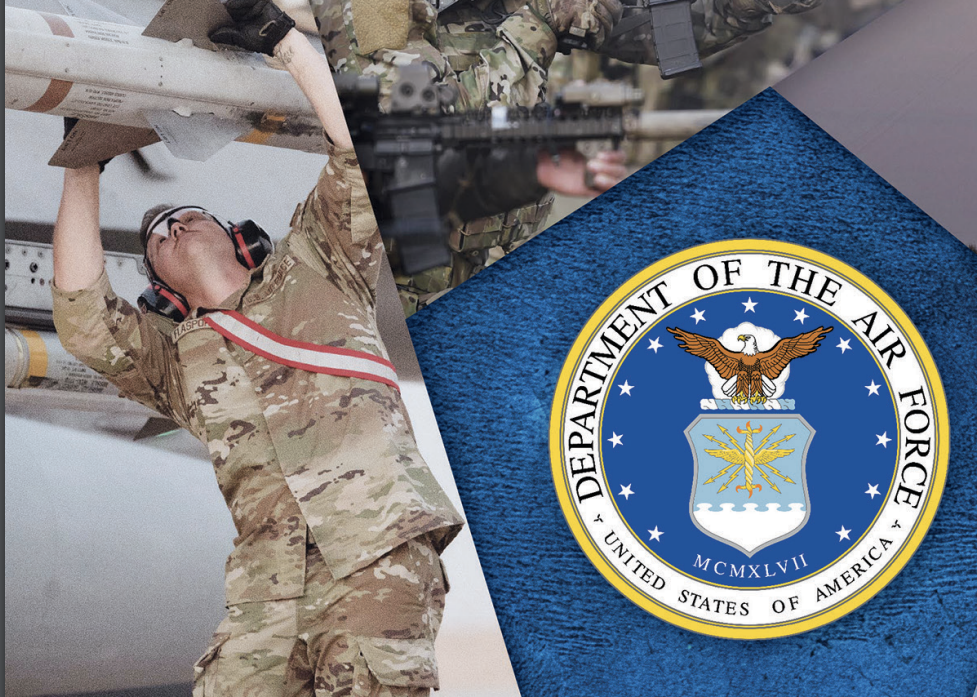 DEPARTMENT OF THE AIR FORCE
MCMXLVII
UNITED STATES OF AMERICA